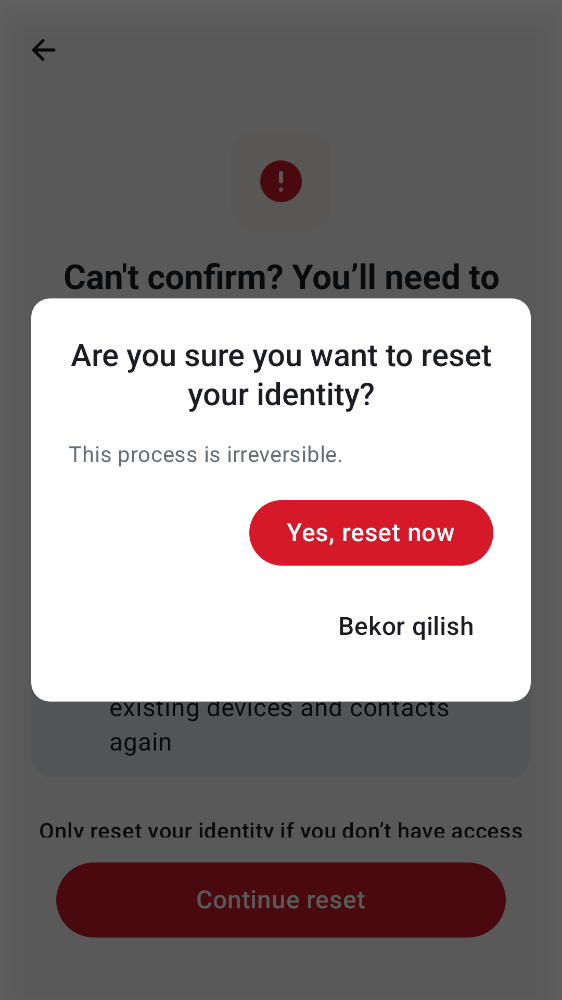 Can't confirm? You’ll need to
Are you sure you want to reset
your identity?
This process is irreversible.
Yes, reset now
Bekor qilish
existing devices and contacts
again
Only reset your identity if you don’t have access
Continue reset